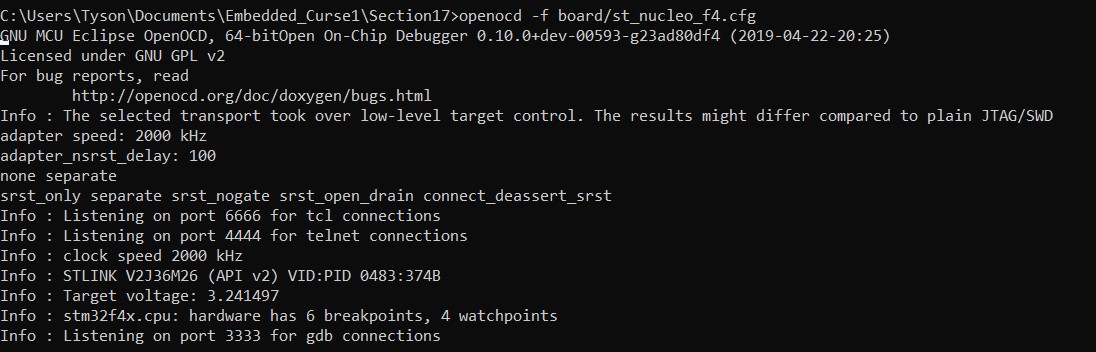 C:\Users\Tyson\Documents\Embedded_Curse1\Section17>openocd -f board/st_nucleo_f4.cfg
GNU MCU Eclipse OpenOCD, 64-bitOpen On-Chip Debugger 0.10.0+dev-00593-g23ad80df4 (2019-04-22-20:25)
Licensed under GNU GPL v2
For bug reports, read
        http://openocd.org/doc/doxygen/bugs.html
Info : The selected transport took over low-level target control. The results might differ compared to plain JTAG/SWD
adapter speed: 2000 kHz
adapter_nsrst_delay: 100
none separate
srst_only separate srst_nogate srst_open_drain connect_deassert_srst
Info : Listening on port 6666 for tcl connections
Info : Listening on port 4444 for telnet connections
Info : clock speed 2000 kHz
Info : STLINK V2J36M26 (API v2) VID:PID 0483:374B
Info : Target voltage: 3.241497
Info : stm32f4x.cpu: hardware has 6 breakpoints, 4 watchpoints
Info : Listening on port 3333 for gdb connections